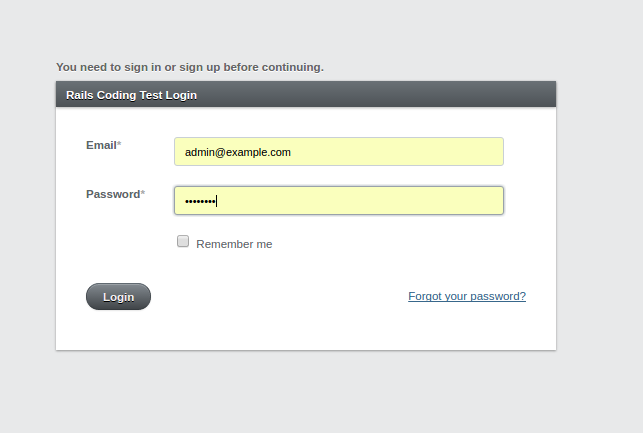 You need to sign in or sign up before continuing.
Rails Coding Test Login
Email*
admin@example.com
Password*
••••••••
Remember me
Login
Forgot your password?